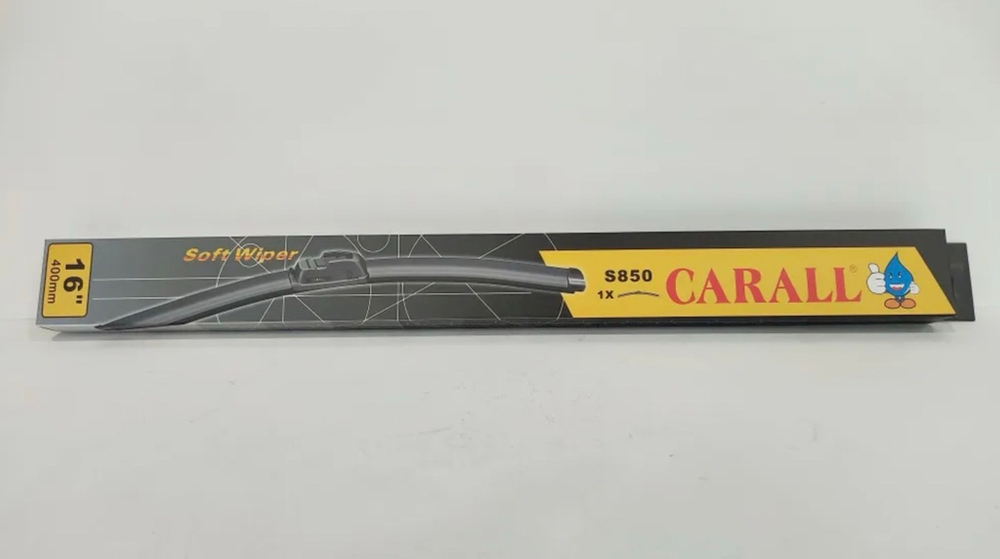 16"
400mm
Soft Wiper
S850
1X
CARALL®